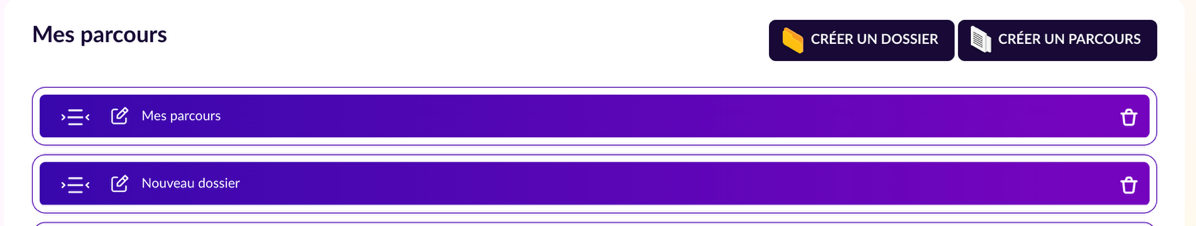 Mes parcours
CRÉER UN DOSSIER
CRÉER UN PARCOURS
Mes parcours
Nouveau dossier